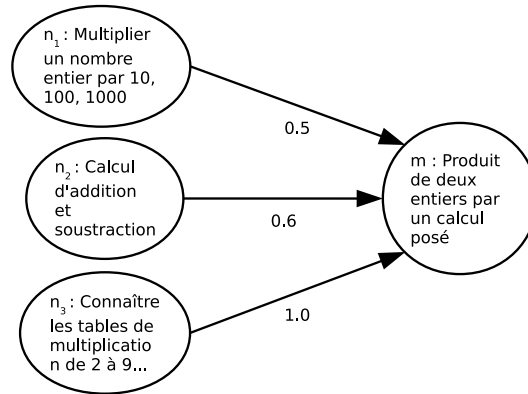 n1 : Multiplier
un nombre
entier par 10,
100, 1000
0.5
n2 : Calcul
d'addition
et
soustraction
0.6
m : Produit
de deux
entiers par
un calcul
posé
n3 : Connaître
les tables de
multiplicatio
n de 2 à 9...
1.0